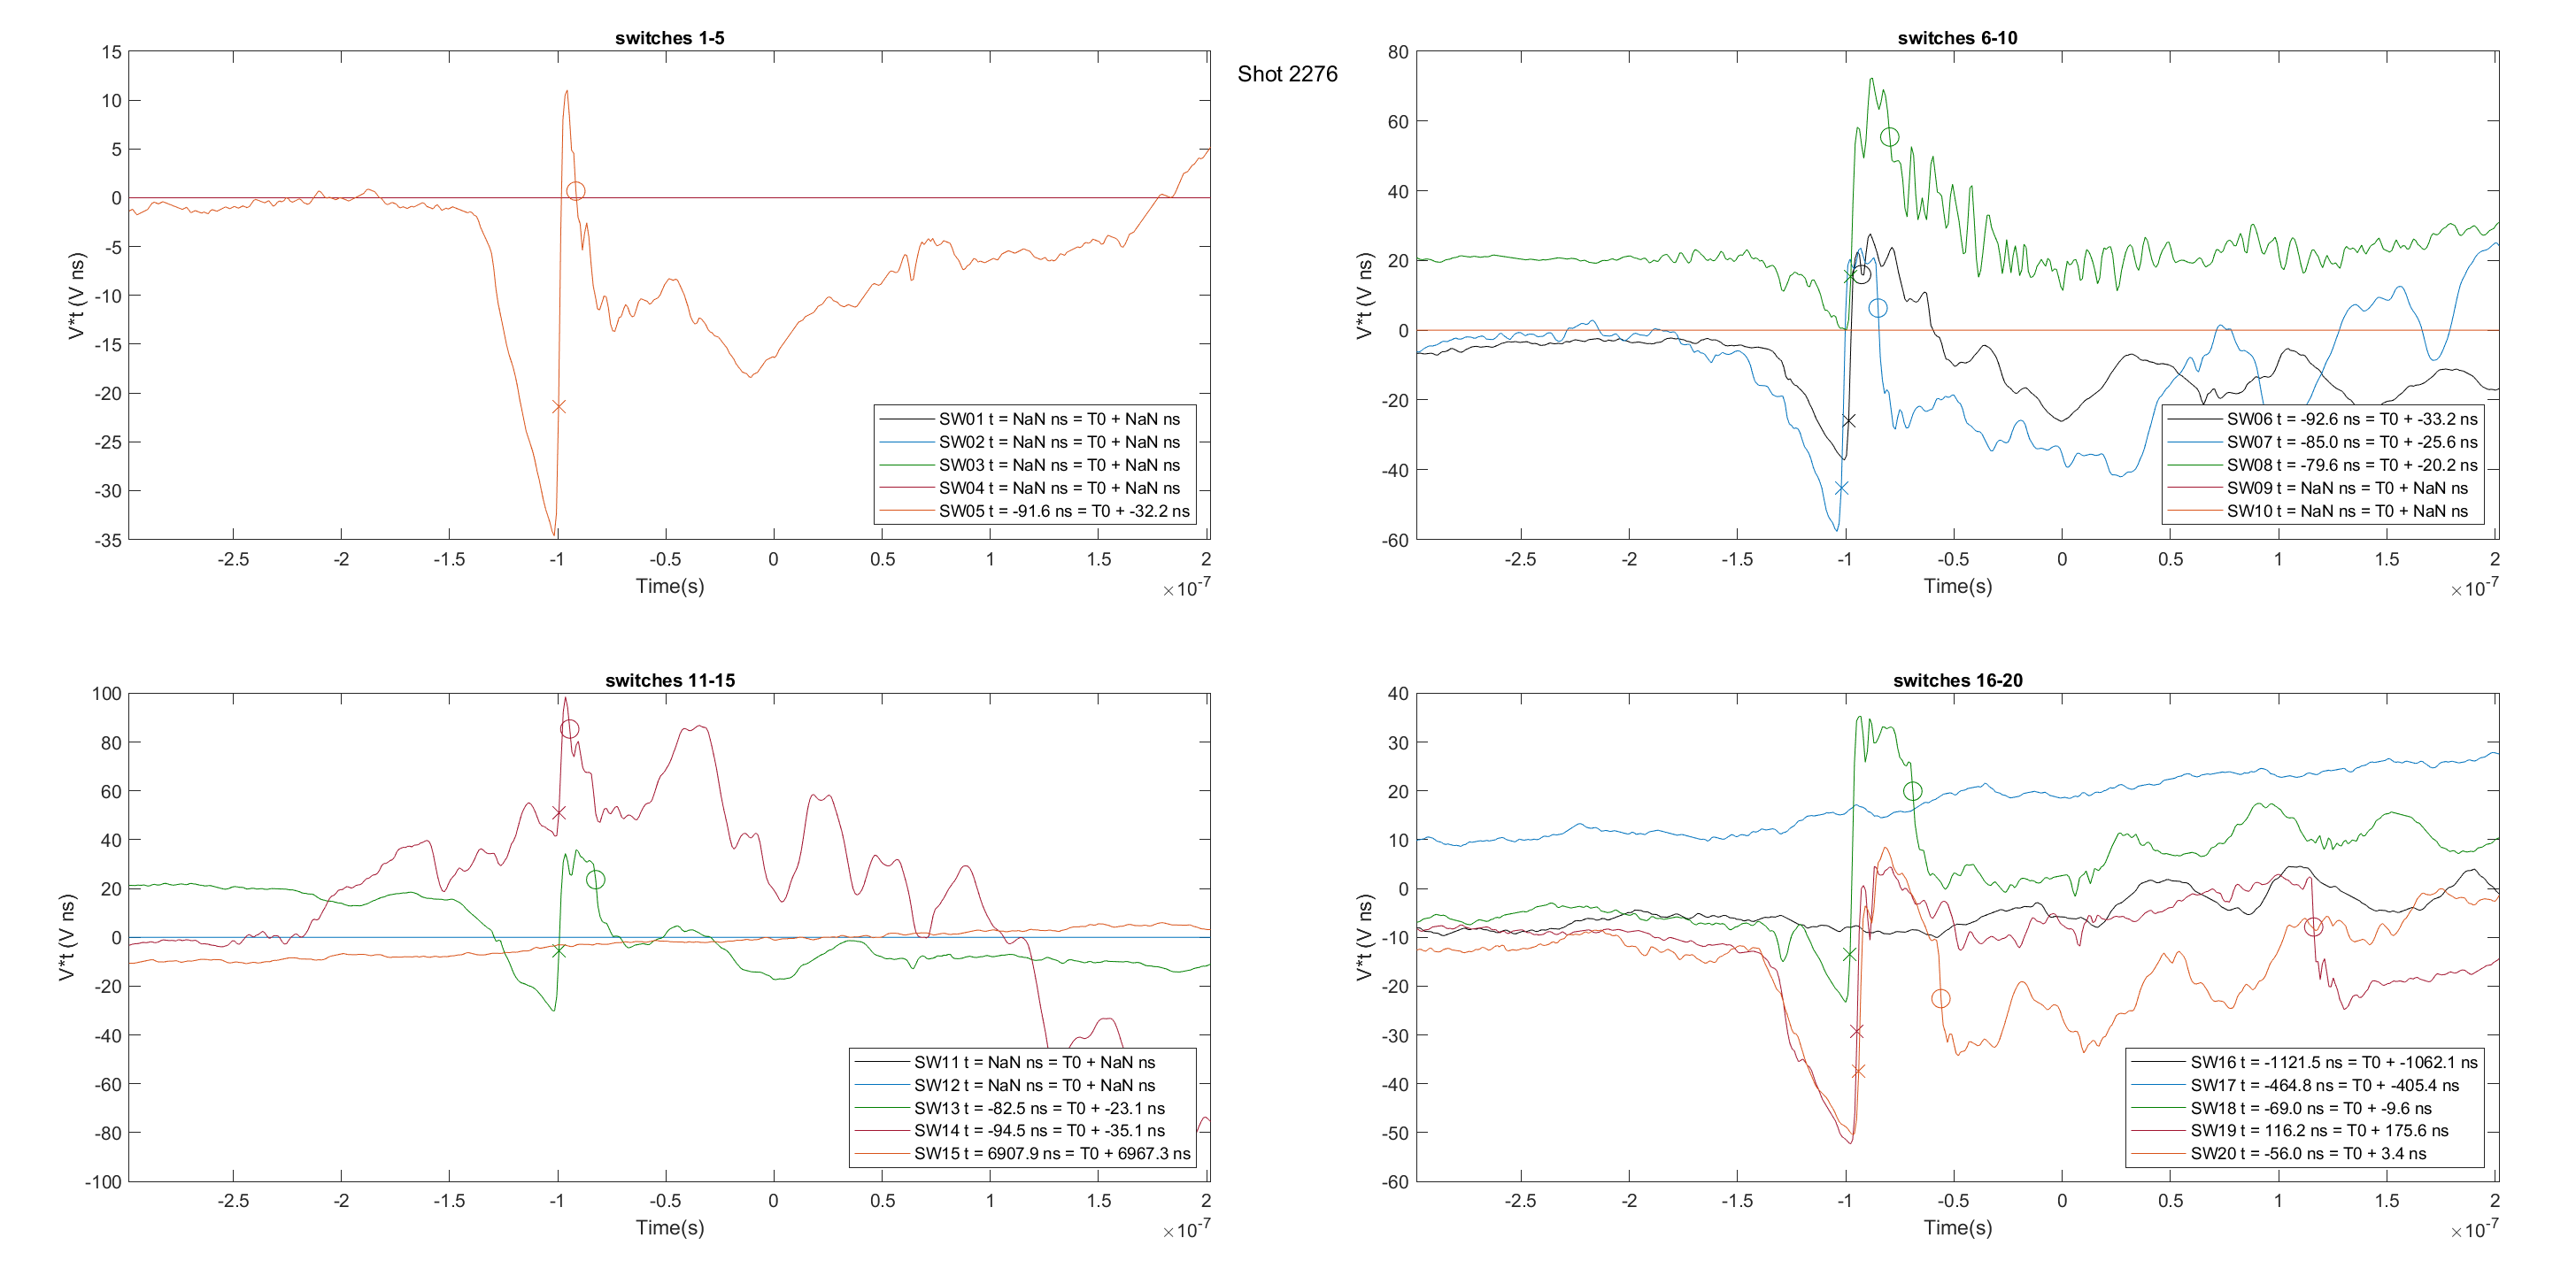 Shot 2276
switches 1-5
15
10
5
0
-5
-10
-15
-20
-25
-30
-35
V*t (V ns)
-2.5 -2 -1.5 -1 -0.5 0 0.5 1 1.5 2
Time(s)
×10-7
SW01 t = NaN ns = T0 + NaN ns
SW02 t = NaN ns = T0 + NaN ns
SW03 t = NaN ns = T0 + NaN ns
SW04 t = NaN ns = T0 + NaN ns
SW05 t = -91.6 ns = T0 + -32.2 ns
switches 6-10
80
60
40
20
0
-20
-40
-60
V*t (V ns)
-2.5 -2 -1.5 -1 -0.5 0 0.5 1 1.5 2
Time(s)
×10-7
SW06 t = -92.6 ns = T0 + -33.2 ns
SW07 t = -85.0 ns = T0 + -25.6 ns
SW08 t = -79.6 ns = T0 + -20.2 ns
SW09 t = NaN ns = T0 + NaN ns
SW10 t = NaN ns = T0 + NaN ns
switches 11-15
100
80
60
40
20
0
-20
-40
-60
-80
-100
V*t (V ns)
-2.5 -2 -1.5 -1 -0.5 0 0.5 1 1.5 2
Time(s)
×10-7
SW11 t = NaN ns = T0 + NaN ns
SW12 t = NaN ns = T0 + NaN ns
SW13 t = -82.5 ns = T0 + -23.1 ns
SW14 t = -94.5 ns = T0 + -35.1 ns
SW15 t = 6907.9 ns = T0 + 6967.3 ns
switches 16-20
40
30
20
10
0
-10
-20
-30
-40
-50
-60
V*t (V ns)
-2.5 -2 -1.5 -1 -0.5 0 0.5 1 1.5 2
Time(s)
×10-7
SW16 t = -1121.5 ns = T0 + -1062.1 ns
SW17 t = -464.8 ns = T0 + -405.4 ns
SW18 t = -69.0 ns = T0 + -9.6 ns
SW19 t = 116.2 ns = T0 + 175.6 ns
SW20 t = -56.0 ns = T0 + 3.4 ns